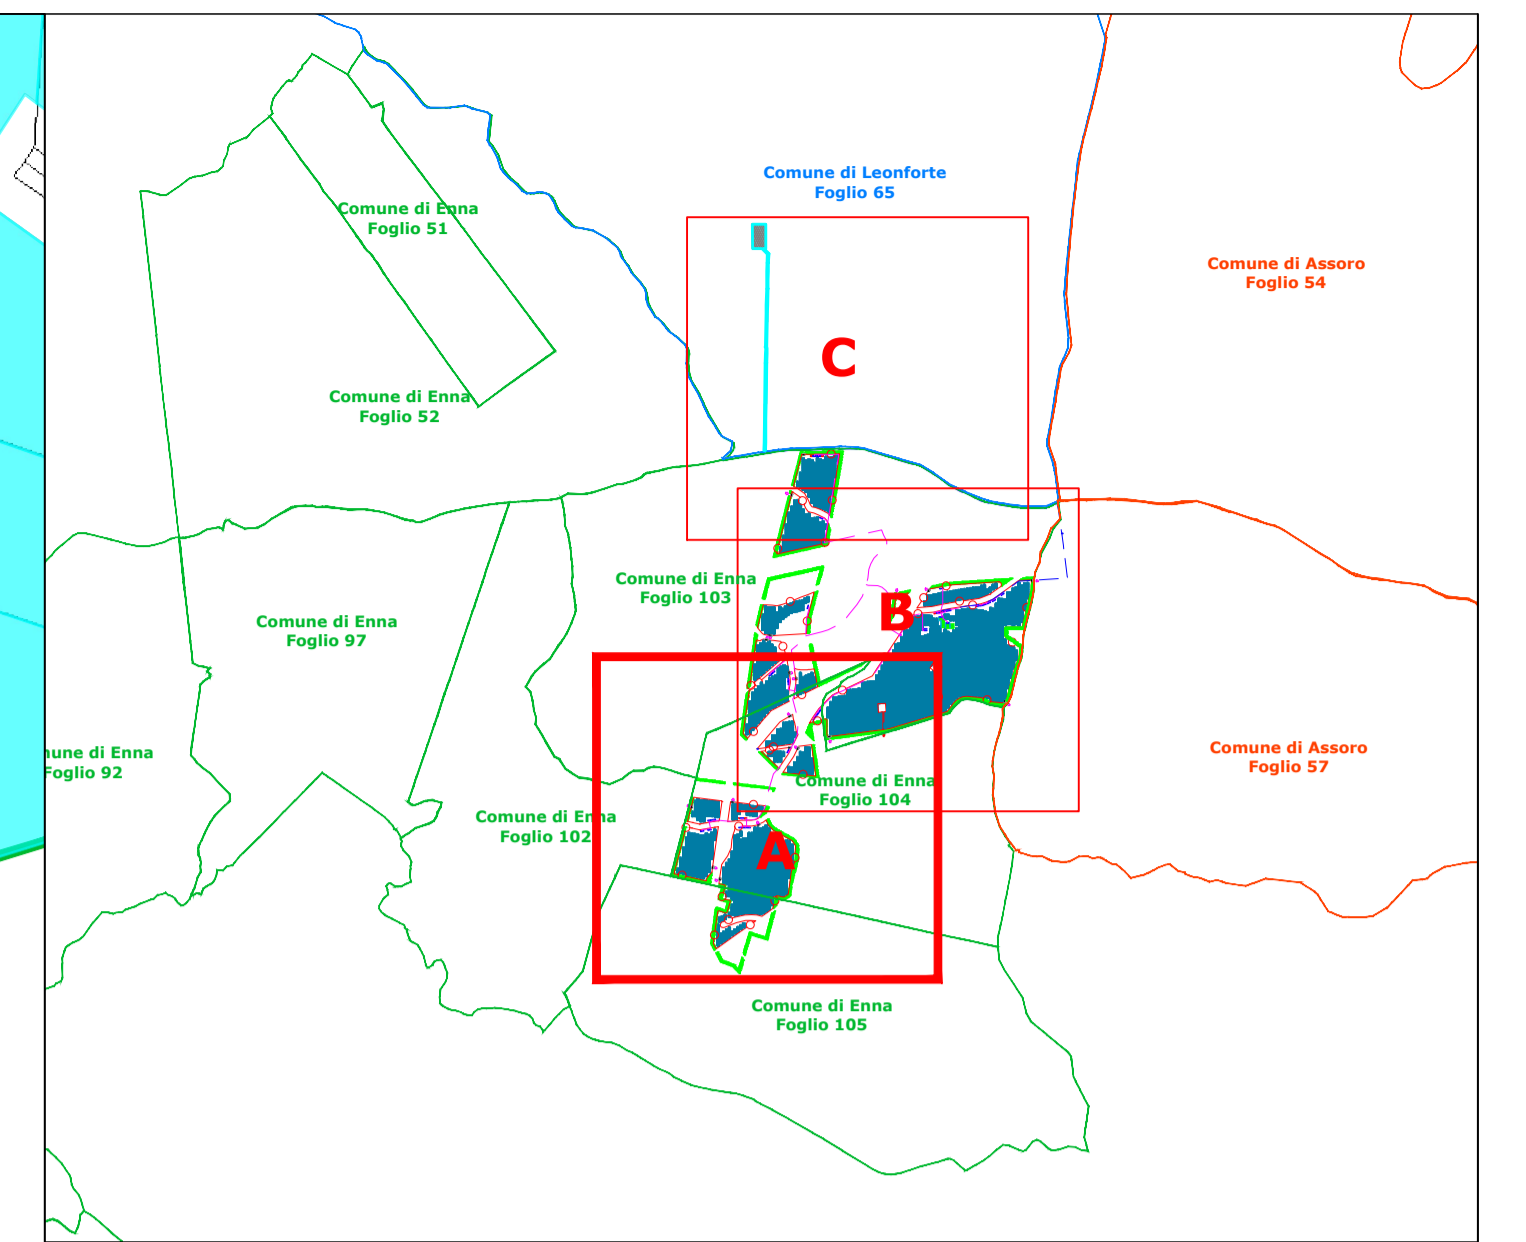 Comune di Leonforte
Foglio 65
Comune di Enna
Foglio 51
Comune di Assoro
Foglio 54
C
Comune di Enna
Foglio 52
Comune di Enna
Foglio 103
B
Comune di Enna
Foglio 97
mune di Enna
Foglio 92
Comune di Assoro
Foglio 57
Comune di Enna
Foglio 104
Comune di Enna
Foglio 102
A
Comune di Enna
Foglio 105